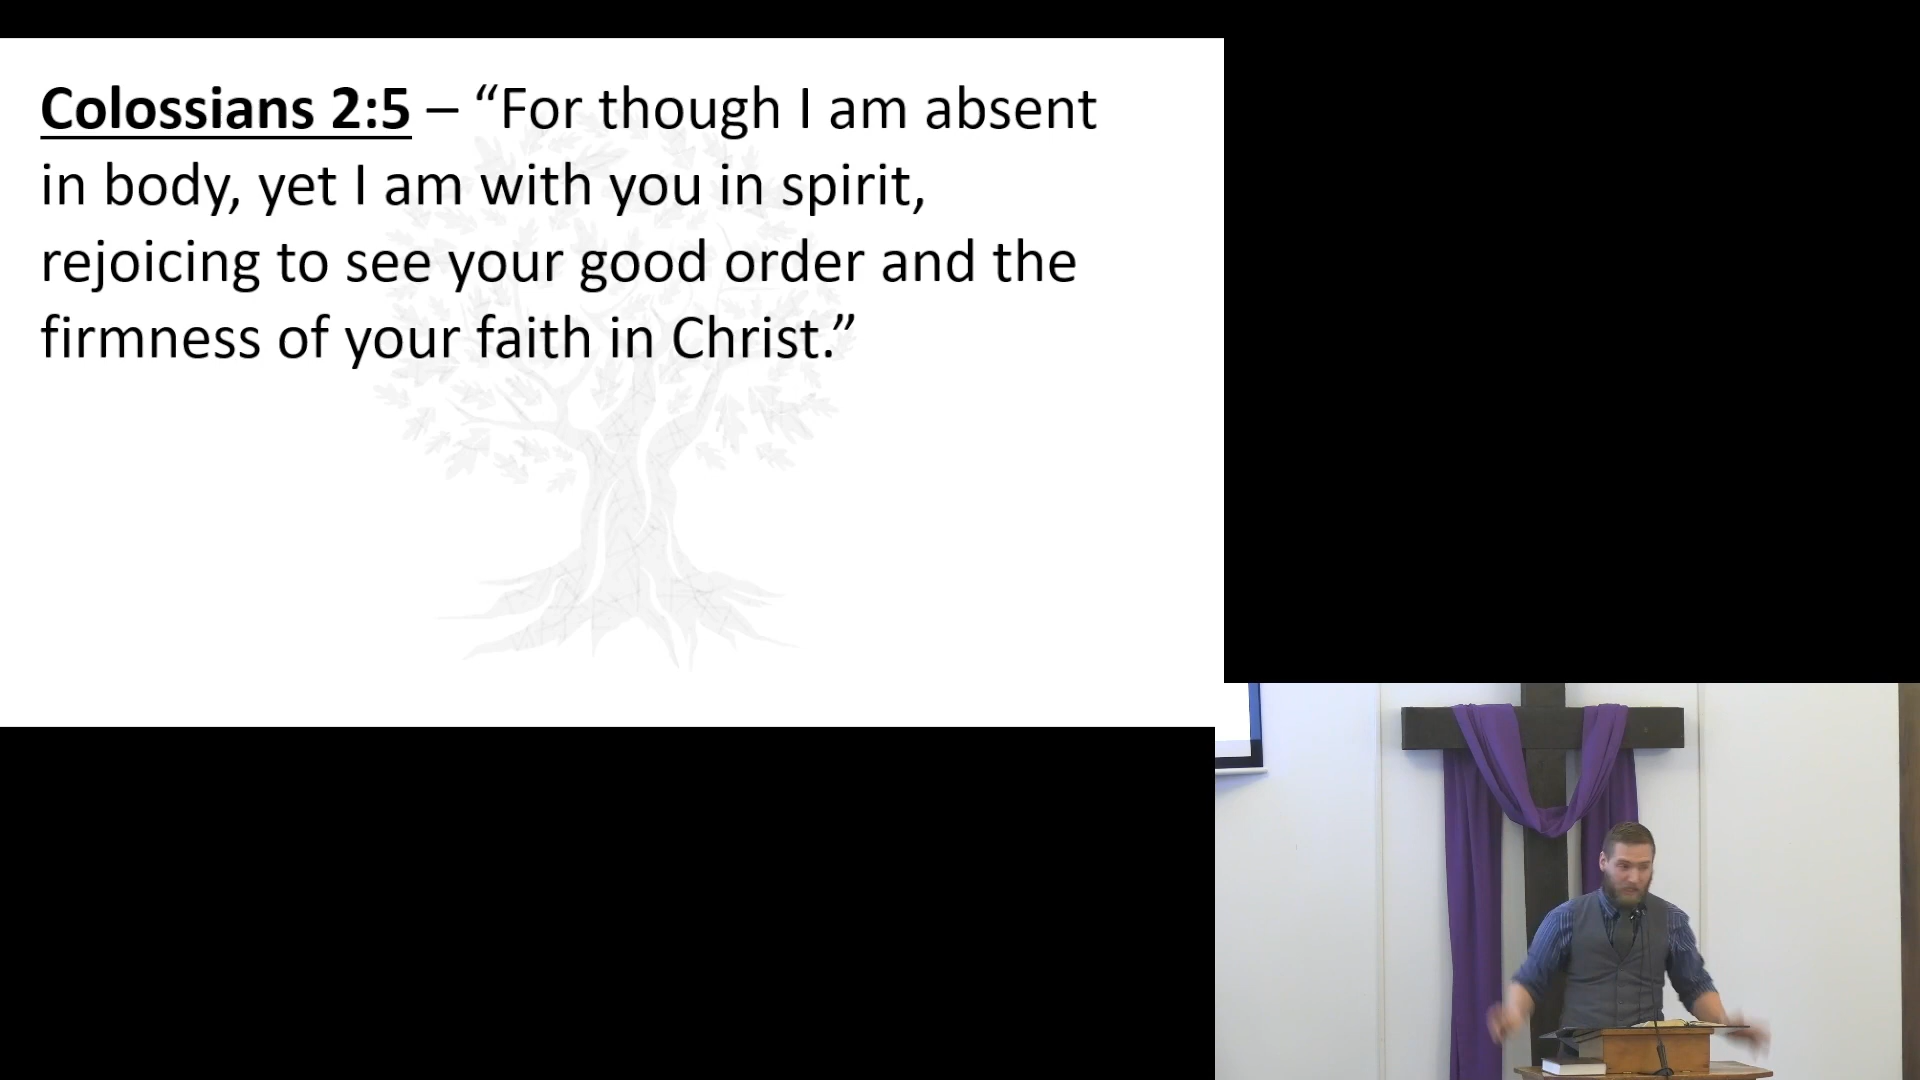 Colossians 2:5 – “For though I am absent
in body, yet I am with you in spirit,
rejoicing to see your good order and the
firmness of your faith in Christ.”